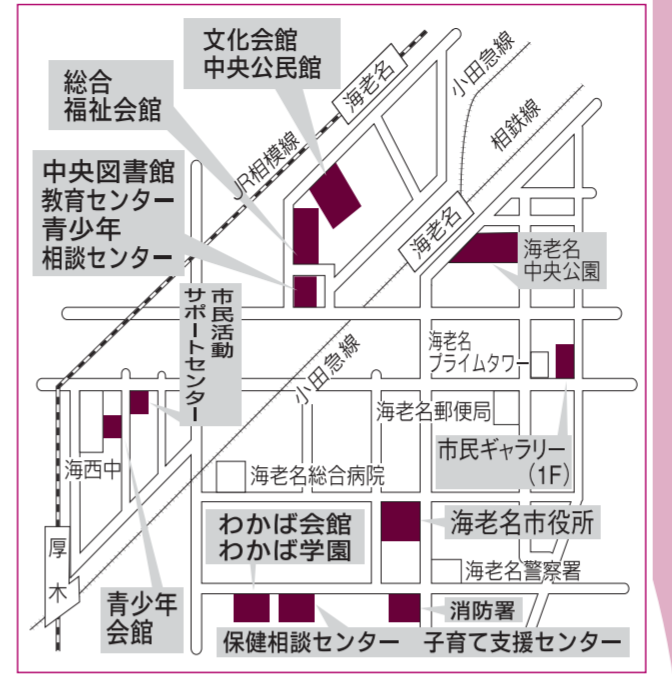 文化会館
中央公民館
海老名
小田急線
総合
福祉会館
JR相模線
相鉄線
中央図書館
教育センター
青少年
相談センター
海老名
海老名
中央公園
市民活動
サポートセンター
小田急線
海老名
プライムタワー
海老名郵便局
市民ギャラリー
(1F)
海西中
海老名総合病院
わかば会館
わかば学園
海老名市役所
厚木
海老名警察署
青少年
会館
消防署
保健相談センター
子育て支援センター